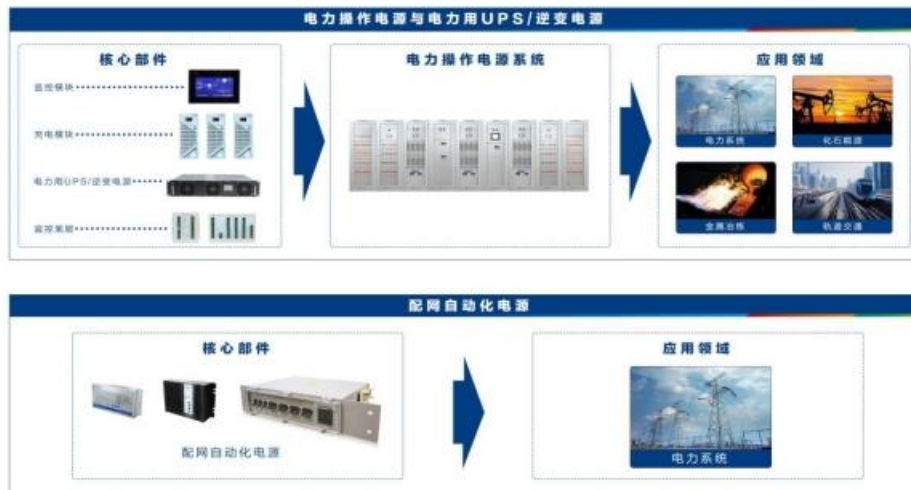 电力操作电源与电力用UPS/逆变电源
核心部件
监控模块
充电模块
电力用UPS/逆变电源
监控集层
电力操作电源系统
应用领域
电力系统
化石能源
金属冶炼
轨道交通
配网自动化电源
核心部件
配网自动化电源
应用领域
电力系统